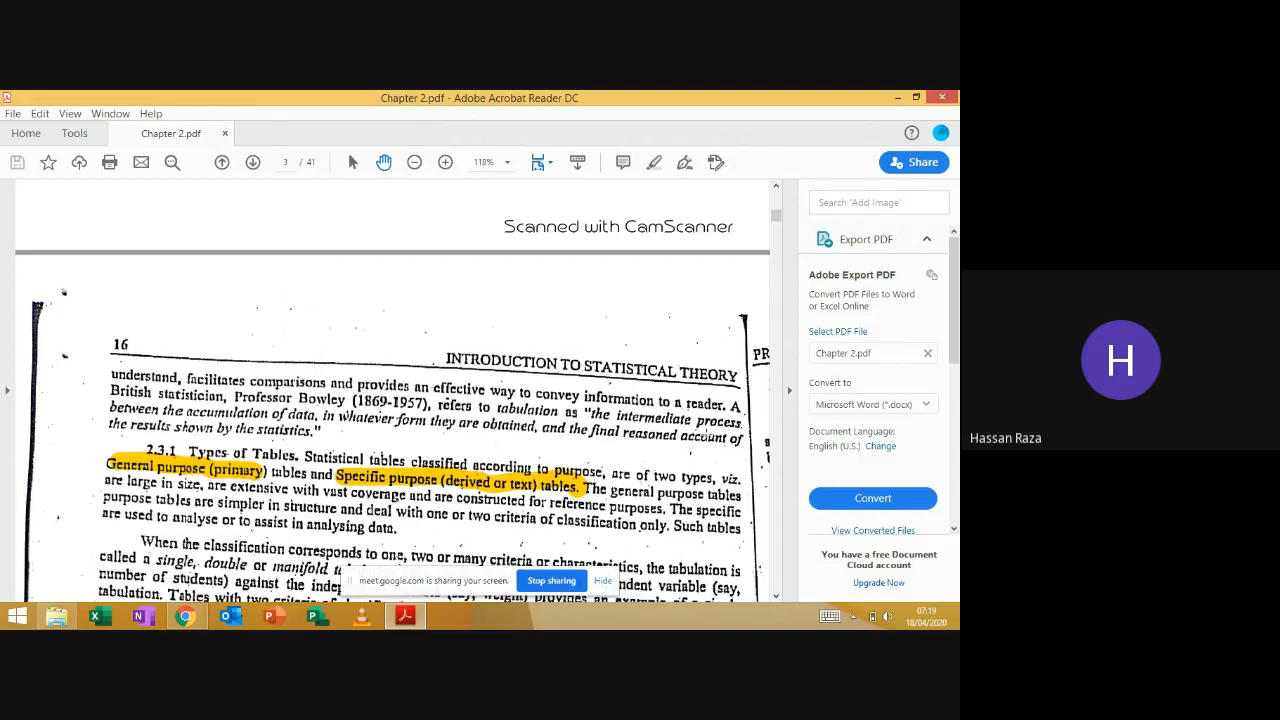 Chapter 2.pdf - Adobe Acrobat Reader DC
File Edit View Window Help
Home Tools Chapter 2.pdf ×
3 / 41 118% Share
Scanned with CamScanner
16
INTRODUCTION TO STATISTICAL THEORY
PR
understand, facilitates comparisons and provides an effective way to convey information to a reader. A
British statistician, Professor Bowley (1869-1957), refers to tabulation as "the intermediate process
between the accumulation of data, in whatever form they are obtained, and the final reasoned account of
the results shown by the statistics."
2.3.1 Types of Tables. Statistical tables classified according to purpose, are of two types, viz.
General purpose (primary) tables and Specific purpose (derived or text) tables. The general purpose tables
are large in size, are extensive with vast coverage and are constructed for reference purposes. The specific
purpose tables are simpler in structure and deal with one or two criteria of classification only. Such tables
are used to analyse or to assist in analysing data.
When the classification corresponds to one, two or many criteria or characteristics, the tabulation is
called a single, double or manifold
number of students) against the ndent variable (say,
tabulation. Tables with two
meet.google.com is sharing your screen. Stop sharing Hide
Search 'Add Image'
Export PDF
Adobe Export PDF
Convert PDF Files to Word
or Excel Online
Select PDF File
Chapter 2.pdf
Convert to
Microsoft Word (*.docx)
Document Language:
English (U.S.) Change
Convert
View Converted Files
You have a free Document
Cloud account
Upgrade Now
07:19
18/04/2020
H
Hassan Raza